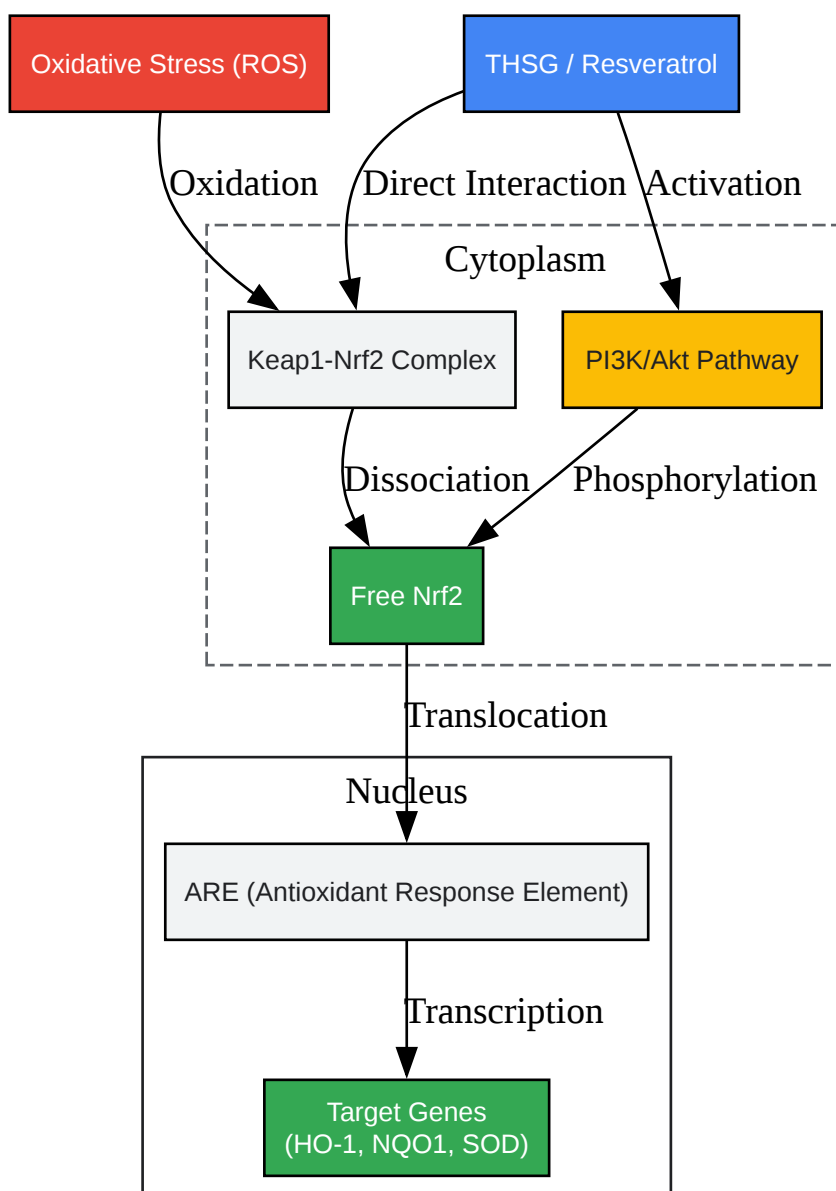 Oxidative Stress (ROS)
THSG / Resveratrol
Oxidation
Direct Interaction
Activation
Cytoplasm
Keap1-Nrf2 Complex
PI3K/Akt Pathway
Dissociation
Phosphorylation
Free Nrf2
Translocation
Nucleus
ARE (Antioxidant Response Element)
Transcription
Target Genes
(HO-1, NQO1, SOD)